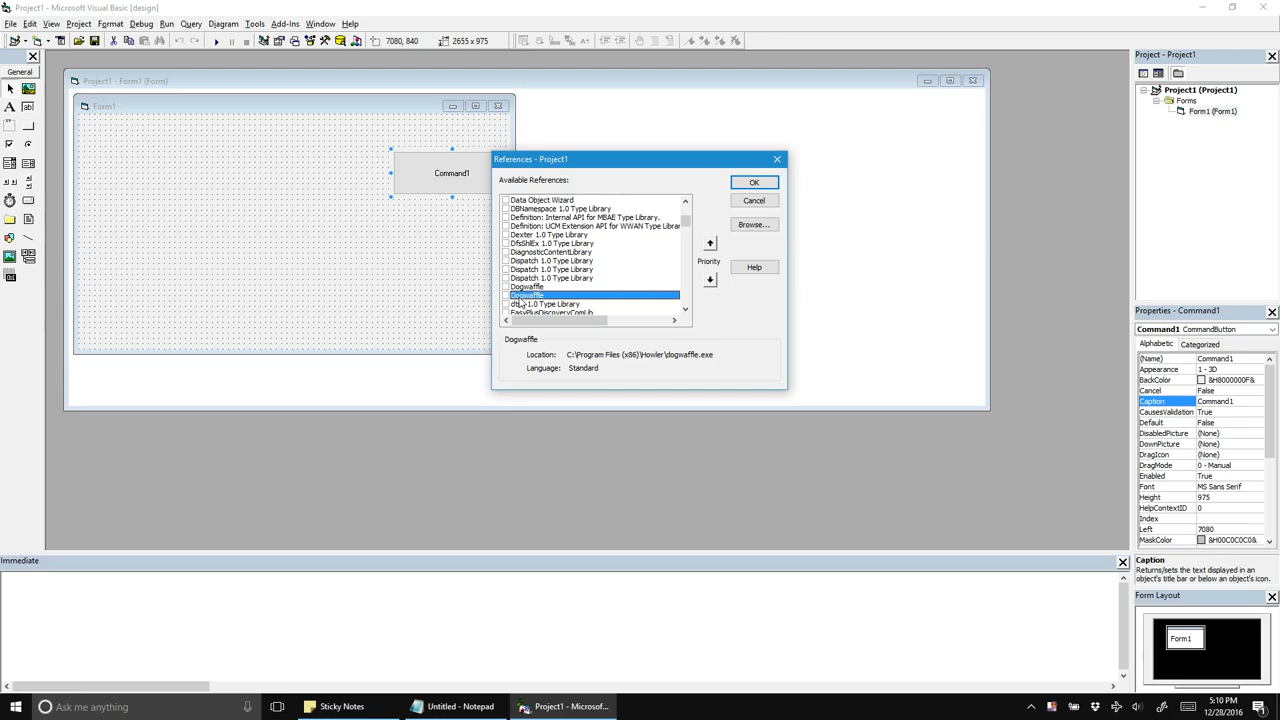 Project1 - Microsoft Visual Basic [design]
File Edit View Project Format Debug Run Query Diagram Tools Add-Ins Window Help
7080, 840
2655 x 975
General
Project1 - Form1 (Form)
Form1
Command1
References - Project1
Available References:
Data Object Wizard
DBNamespace 1.0 Type Library
Definition: Internal API for MBAE Type Library.
Definition: UCM Extension API for WWAN Type Librar
Dexter 1.0 Type Library
DfsShlEx 1.0 Type Library
DiagnosticContentLibrary
Dispatch 1.0 Type Library
Dispatch 1.0 Type Library
Dispatch 1.0 Type Library
Dogwaffle
Dogwaffle
1.0 Type Library
EasyPlusDiscoveryComLib
OK
Cancel
Browse...
Priority
Help
Dogwaffle
Location: C:\Program Files (x86)\Howler\dogwaffle.exe
Language: Standard
Project - Project1
Project1 (Project1)
Forms
Form1 (Form1)
Properties - Command1
Command1 CommandButton
Alphabetic Categorized
(Name) Command1
Appearance 1 - 3D
BackColor &H8000000F&
Cancel False
Caption Command1
CausesValidation True
Default False
DisabledPicture (None)
DownPicture (None)
DragIcon (None)
DragMode 0 - Manual
Enabled True
Font MS Sans Serif
Height 975
HelpContextID 0
Index
Left 7080
MaskColor &H00C0C0C0&
Caption
Returns/sets the text displayed in
an object's title bar or below an object's icon.
Form Layout
Form1
Immediate
Ask me anything
Sticky Notes
Untitled - Notepad
Project1 - Microsof...
5:10 PM
12/28/2016